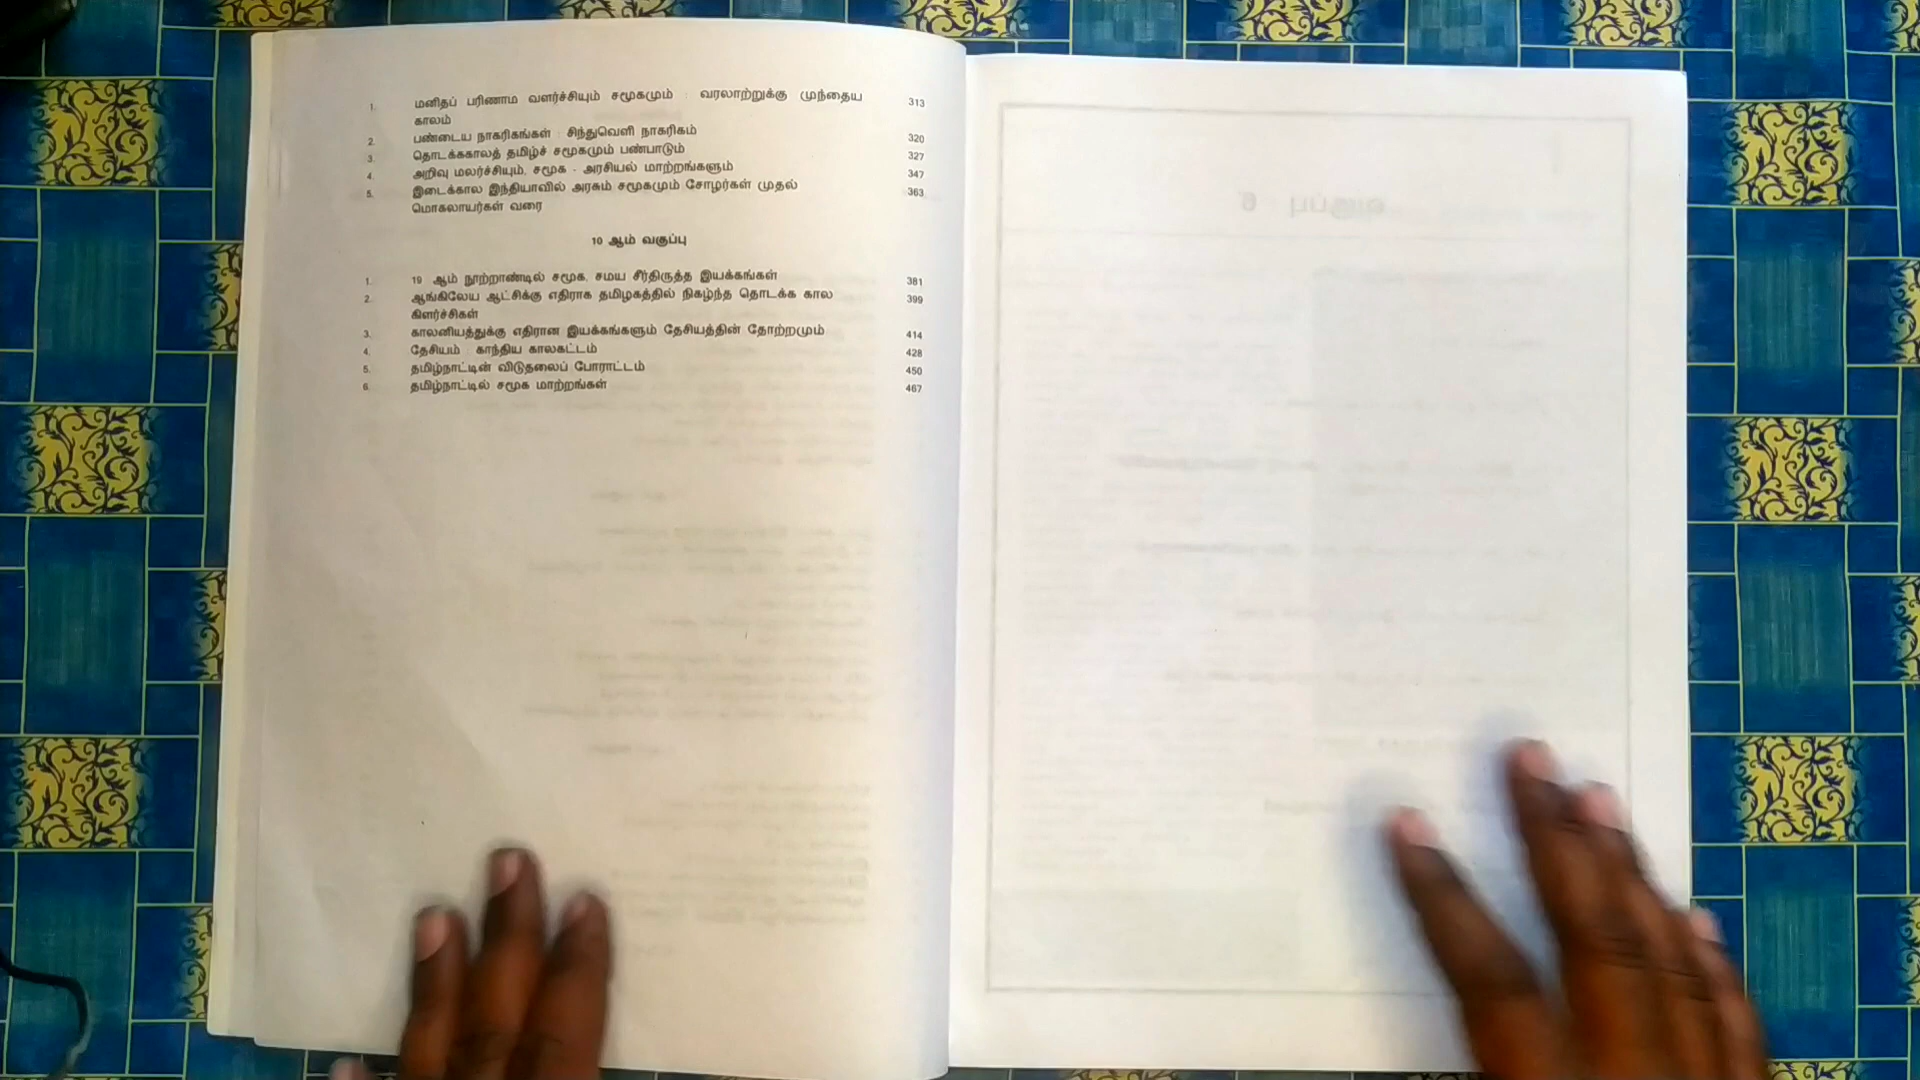 1. மனிதப் பரிணாம வளர்ச்சியும் சமூகமும் : வரலாற்றுக்கு முந்தைய 313
காலம்
2. பண்டைய நாகரிகங்கள் : சிந்துவெளி நாகரிகம் 320
3. தொடக்ககாலத் தமிழ்ச் சமூகமும் பண்பாடும் 327
4. அறிவு மலர்ச்சியும், சமூக - அரசியல் மாற்றங்களும் 347
5. இடைக்கால இந்தியாவில் அரசும் சமூகமும் சோழர்கள் முதல் 363
மொகலாயர்கள் வரை
10 ஆம் வகுப்பு
1. 19 ஆம் நூற்றாண்டில் சமூக, சமய சீர்திருத்த இயக்கங்கள் 381
2. ஆங்கிலேய ஆட்சிக்கு எதிராக தமிழகத்தில் நிகழ்ந்த தொடக்க கால 399
கிளர்ச்சிகள்
3. காலனியத்துக்கு எதிரான இயக்கங்களும் தேசியத்தின் தோற்றமும் 414
4. தேசியம் : காந்திய காலகட்டம் 428
5. தமிழ்நாட்டின் விடுதலைப் போராட்டம் 450
6. தமிழ்நாட்டில் சமூக மாற்றங்கள் 467